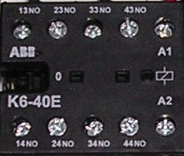 13NO 23NO 33NO 43NO
ABB A1
0
K6-40E A2
14NO 24NO 34NO 44NO